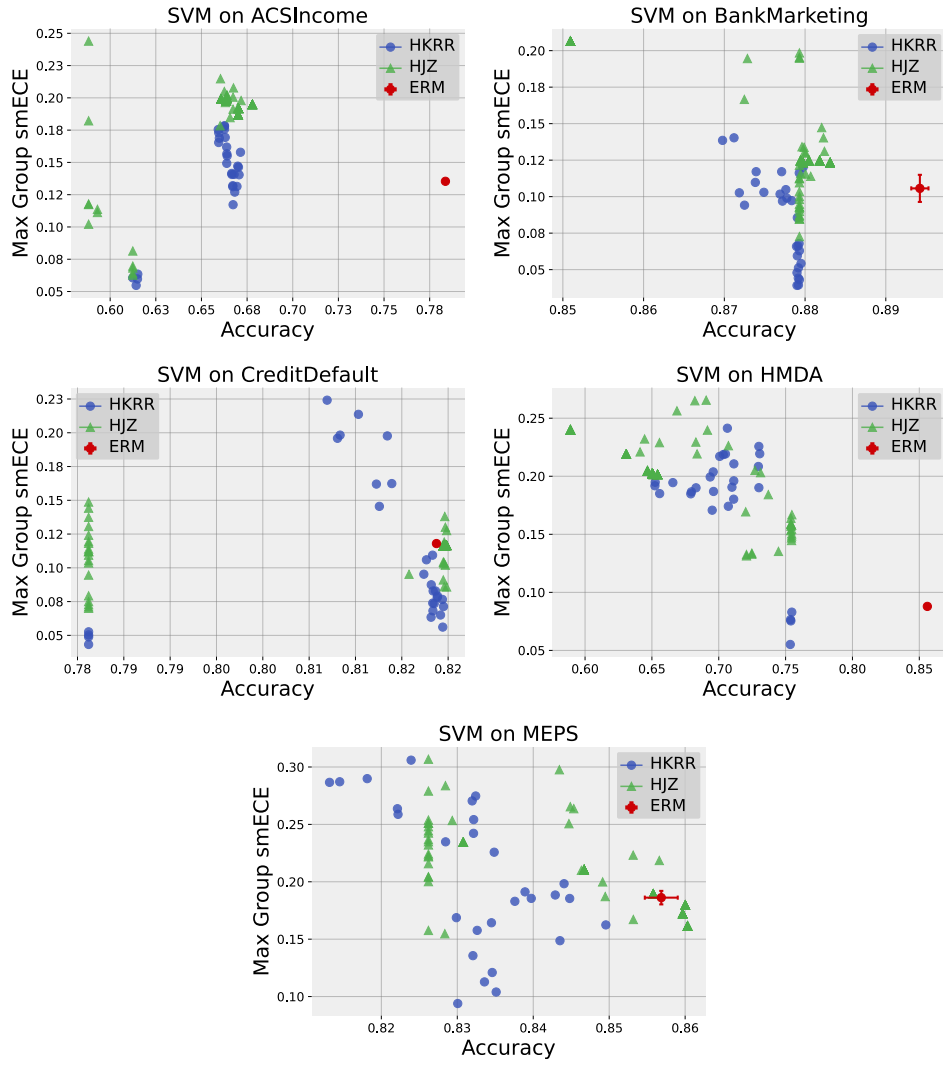 SVM on ACSIncome
Max Group smECE
0.25
0.23
0.20
0.18
0.15
0.13
0.10
0.08
0.05
HKRR
HJZ
ERM
0.60
0.63
0.65
0.68
0.70
0.73
0.75
0.78
Accuracy
SVM on BankMarketing
Max Group smECE
0.20
0.18
0.15
0.12
0.10
0.08
0.05
HKRR
HJZ
ERM
0.85
0.86
0.87
0.88
0.89
Accuracy
SVM on CreditDefault
Max Group smECE
0.23
0.20
0.18
0.15
0.12
0.10
0.08
0.05
HKRR
HJZ
ERM
0.78
0.79
0.79
0.80
0.80
0.81
0.81
0.82
0.82
Accuracy
SVM on HMDA
Max Group smECE
0.25
0.20
0.15
0.10
0.05
HKRR
HJZ
ERM
0.60
0.65
0.70
0.75
0.80
0.85
Accuracy
SVM on MEPS
Max Group smECE
0.30
0.25
0.20
0.15
0.10
HKRR
HJZ
ERM
0.82
0.83
0.84
0.85
0.86
Accuracy